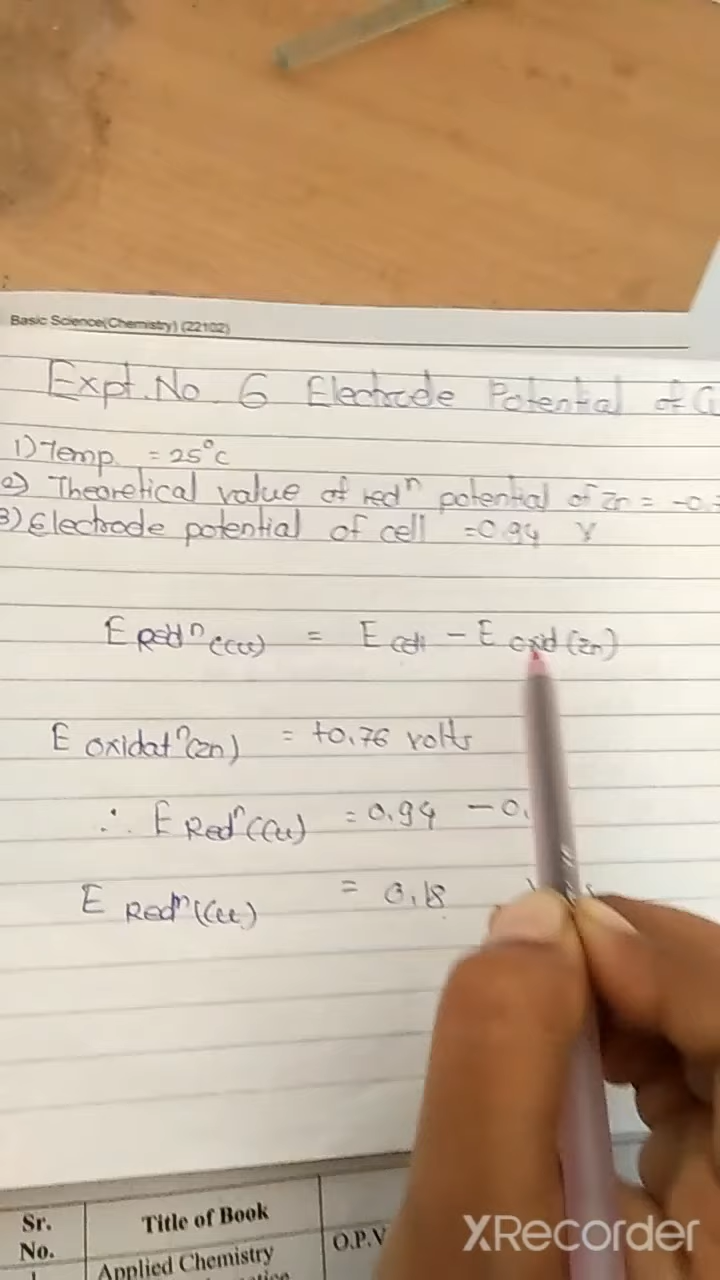 Basic Science(Chemistry) (22102)
Expt. No 6 Electrode Potential of
1) Temp = 25°C
2) Theoretical value of redⁿ potential of Zn = -0.
3) Electrode potential of cell = 0.94 V
E Redⁿ (Cu) = E cell - E oxid (Zn)
E oxidatⁿ (Zn) = +0.76 volts
∴ E Redⁿ (Cu) = 0.94 - 0.
E Redⁿ (Cu) = 0.18
Sr. No. Title of Book
Applied Chemistry O.P.V
XRecorder